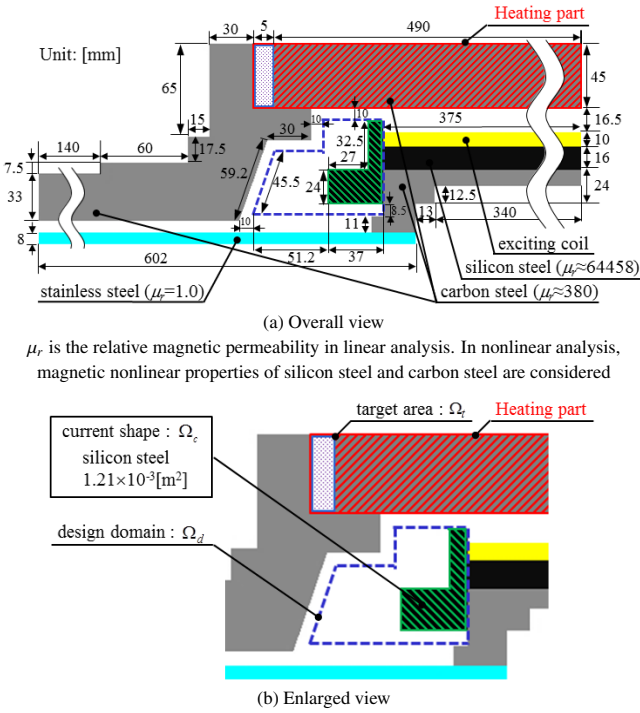 Heating part
30
5
490
Unit: [mm]
65
45
15
10
10
375
16.5
30
140
60
17.5
32.5
10
7.5
27
16
59.2
33
45.5
24
24
12.5
8.5
8
10
11
13
340
602
51.2
37
exciting coil
silicon steel (μr≈64458)
stainless steel (μr=1.0)
carbon steel (μr≈380)
(a) Overall view
μr is the relative magnetic permeability in linear analysis. In nonlinear analysis,
magnetic nonlinear properties of silicon steel and carbon steel are considered
target area : Ωt
Heating part
current shape : Ωc
silicon steel
1.21×10-3[m2]
design domain : Ωd
(b) Enlarged view